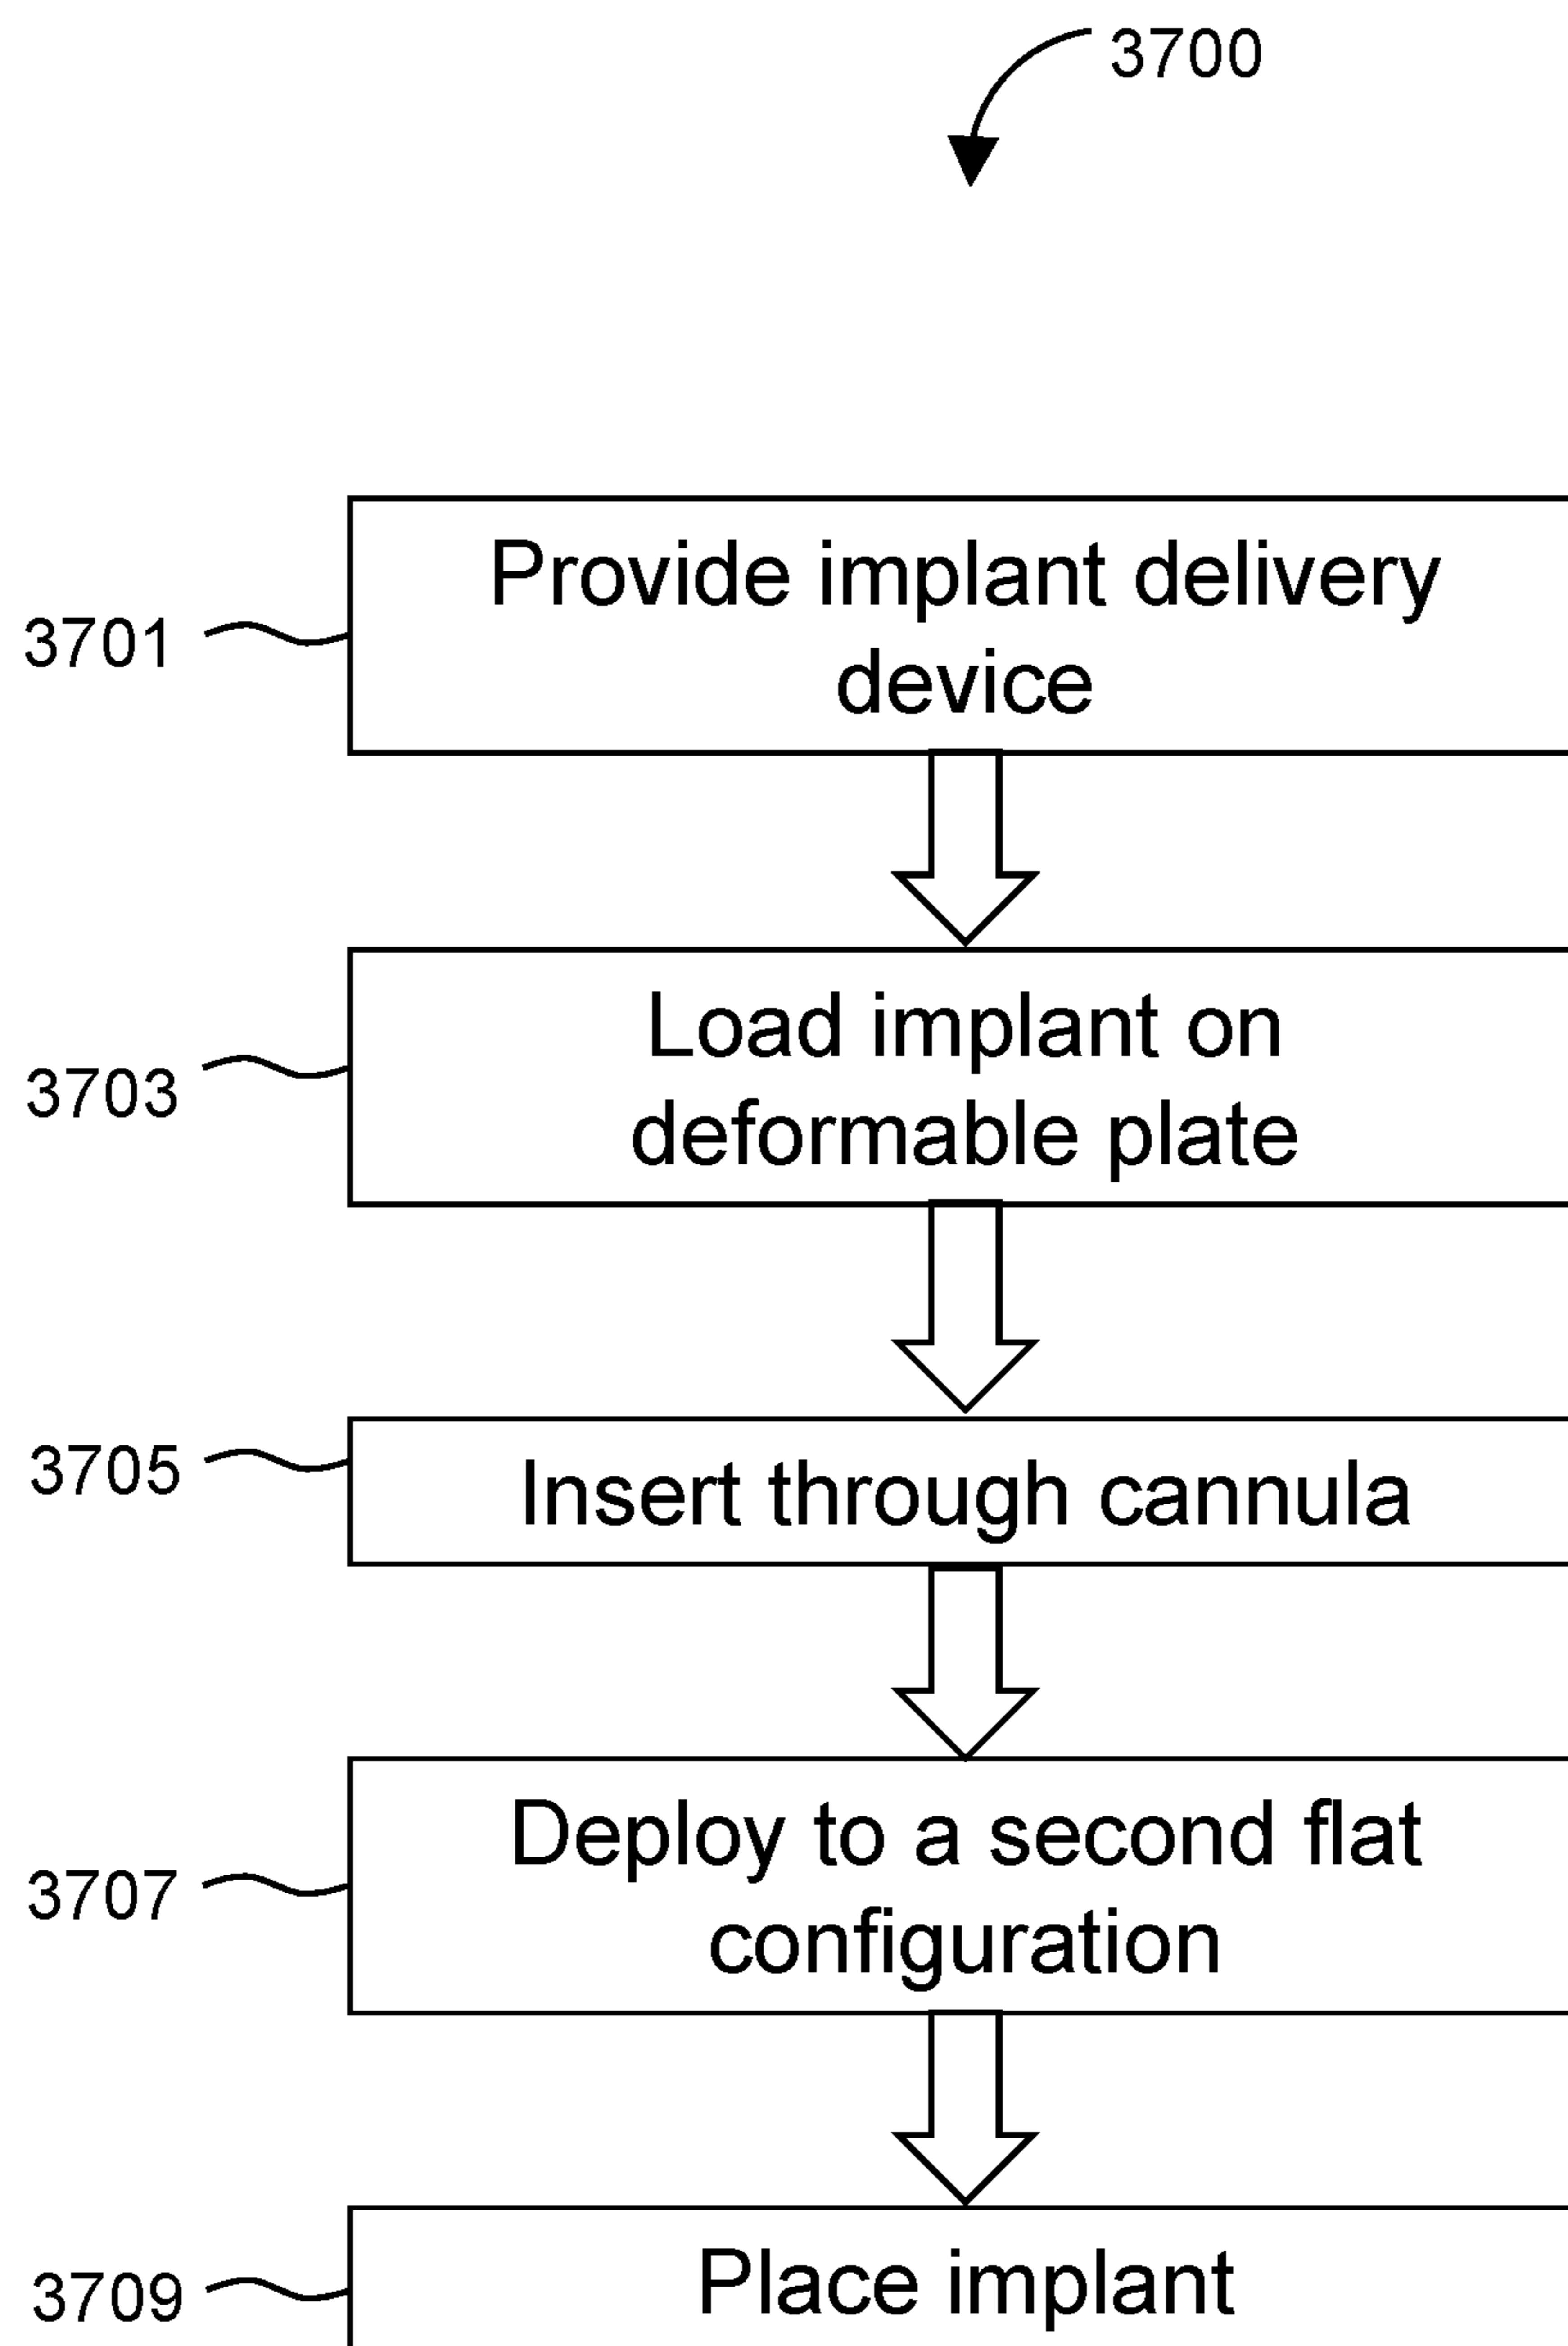 3700
Provide implant delivery
device
3701
Load implant on
deformable plate
3703
Insert through cannula
3705
Deploy to a second flat
configuration
3707
Place implant
3709